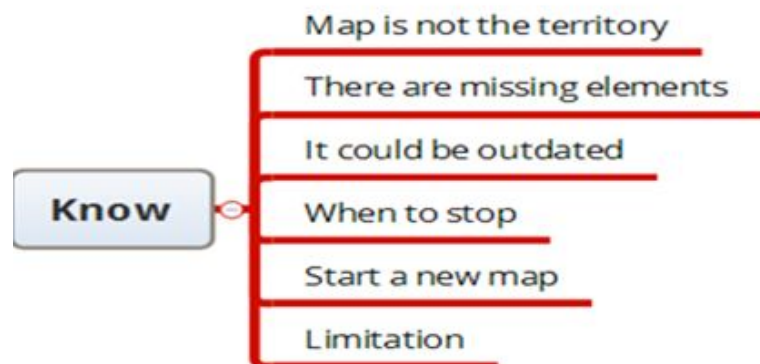 Know
Map is not the territory
There are missing elements
It could be outdated
When to stop
Start a new map
Limitation